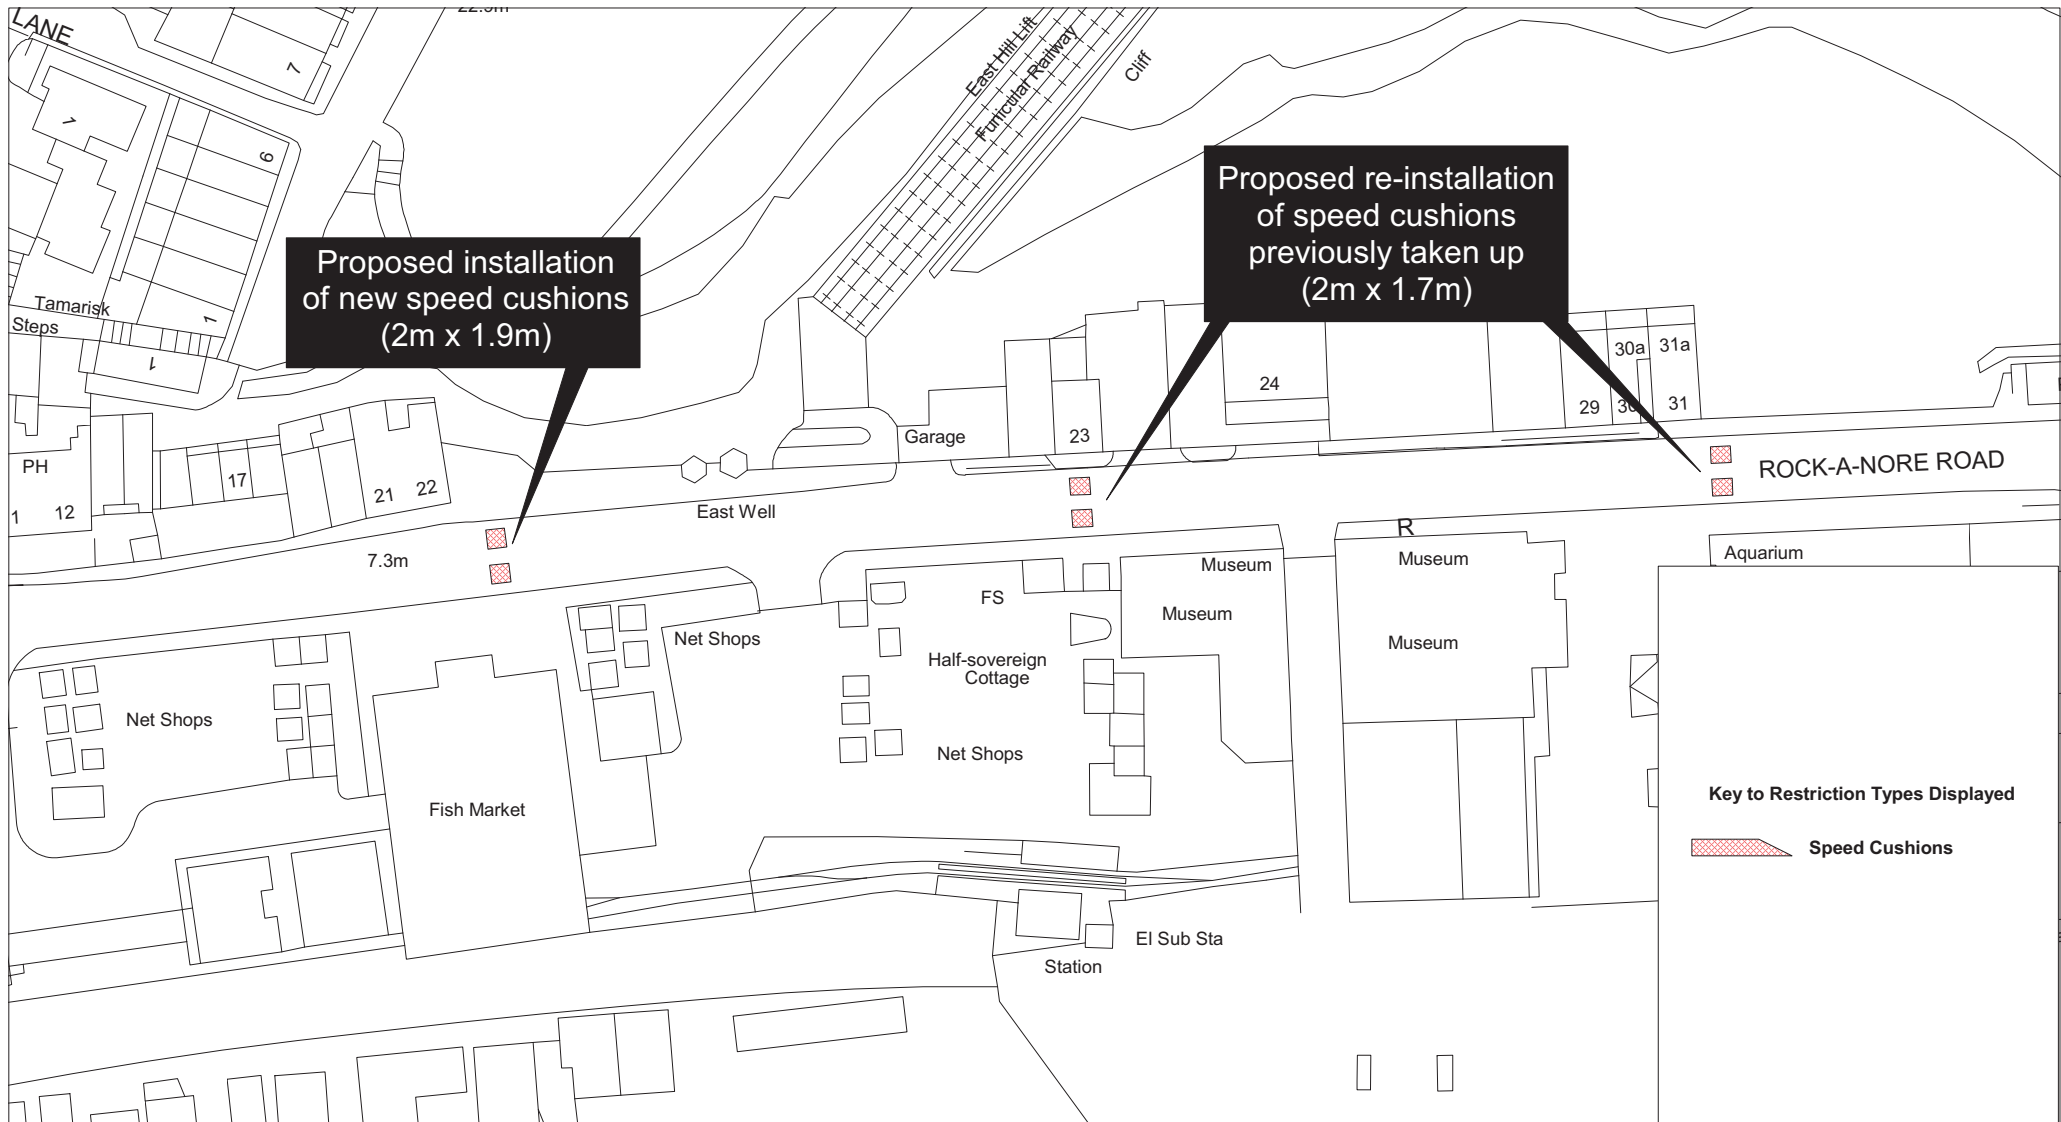 LANE
22.9m
7
1
6
1
Tamarisk
Steps
1
East Hill Lift
Funicular Railway
Cliff
Proposed installation
of new speed cushions
(2m x 1.9m)
Proposed re-installation
of speed cushions
previously taken up
(2m x 1.7m)
PH
1
12
17
21
22
7.3m
East Well
Garage
23
24
29
30
30a
31a
31
ROCK-A-NORE ROAD
R
Museum
Museum
Museum
Museum
Aquarium
FS
Net Shops
Half-sovereign
Cottage
Net Shops
Net Shops
Fish Market
El Sub Sta
Station
Key to Restriction Types Displayed
Speed Cushions